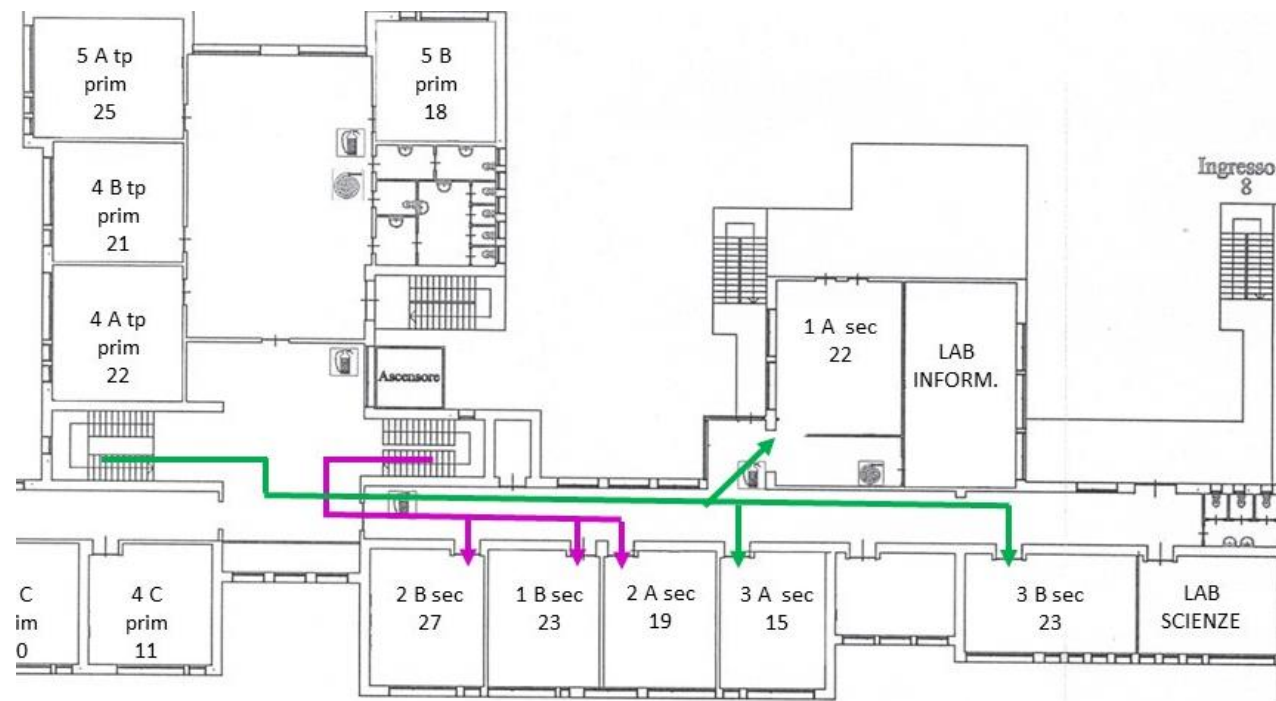 5 A tp
prim
25
5 B
prim
18
4 B tp
prim
21
Ingresso
8
4 A tp
prim
22
1 A sec
22
LAB
INFORM.
Ascensore
C
im
0
4 C
prim
11
2 B sec
27
1 B sec
23
2 A sec
19
3 A sec
15
3 B sec
23
LAB
SCIENZE